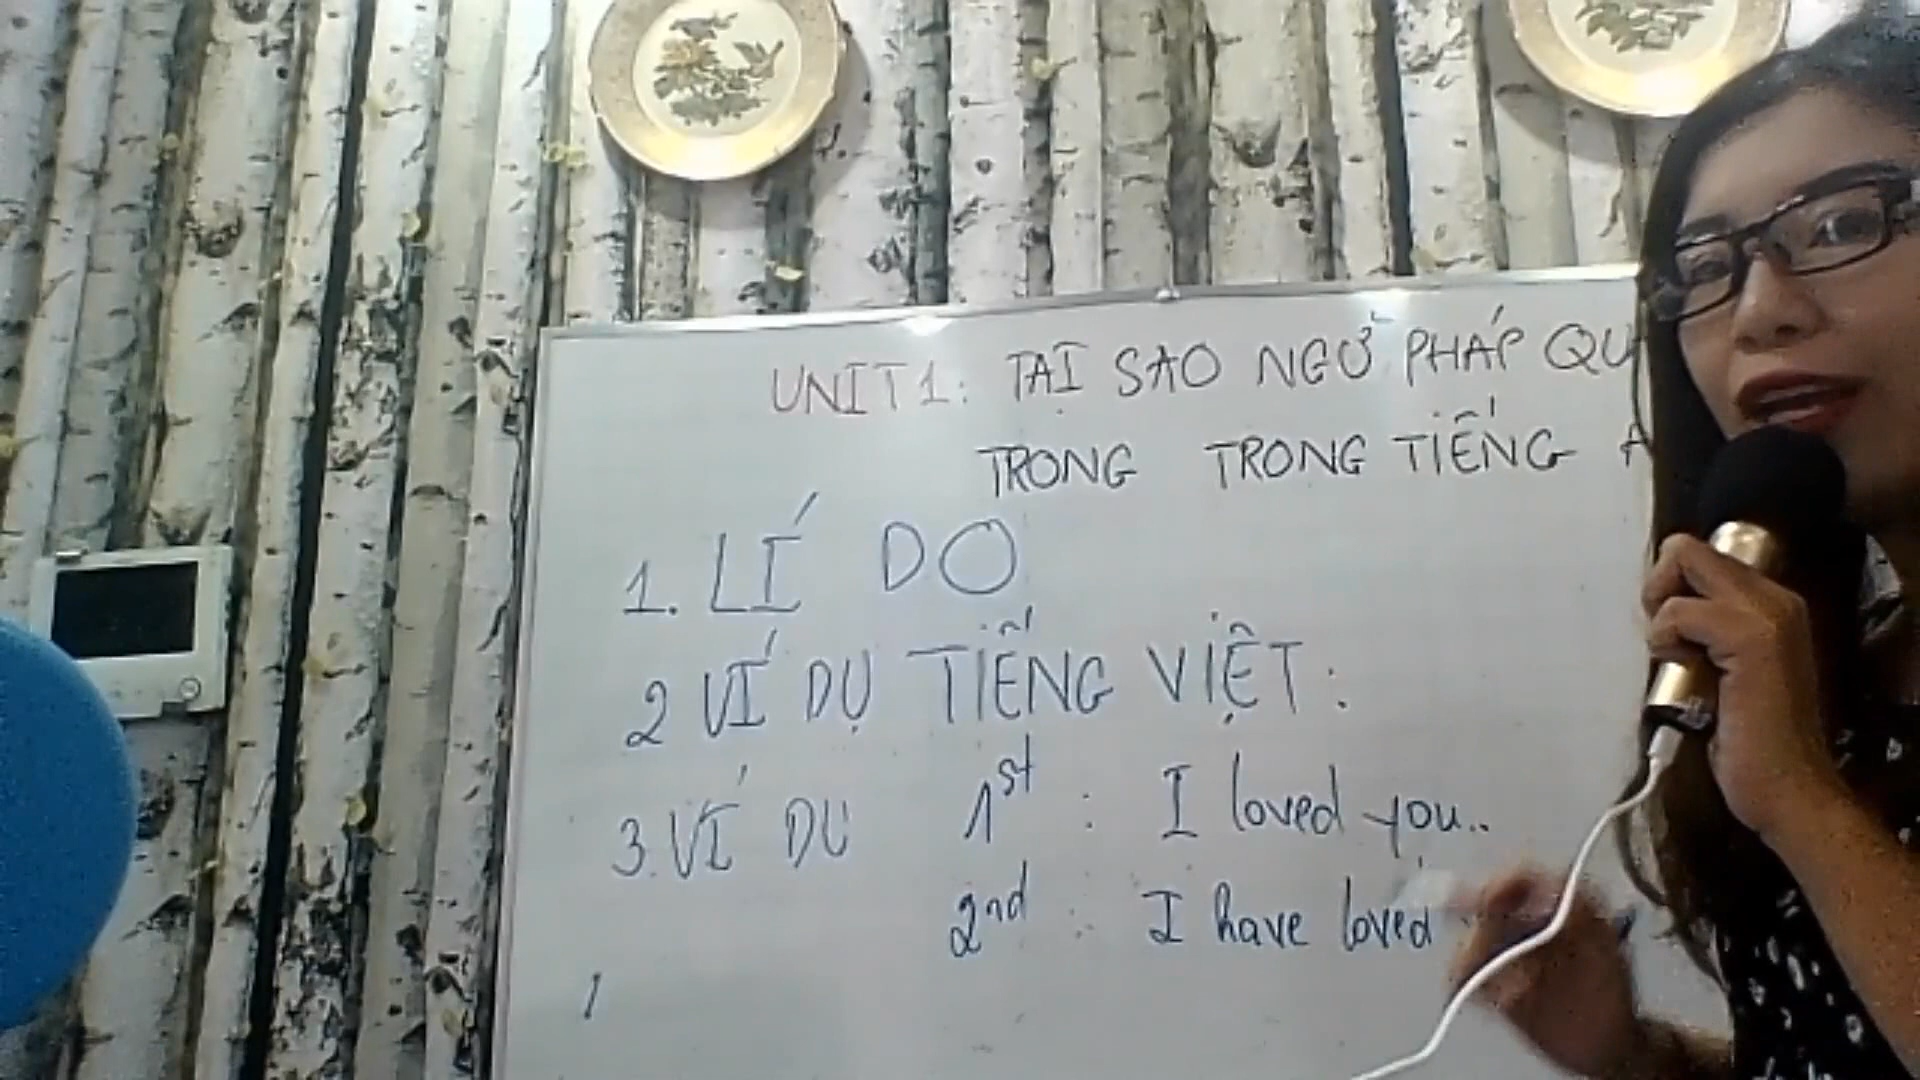 UNIT 1: TẠI SAO NGỮ PHÁP QU
TRONG TRONG TIẾNG A
1. LÍ DO
2 VÍ DỤ TIẾNG VIỆT:
3. VÍ DU 1st : I loved you..
2nd : I have loved